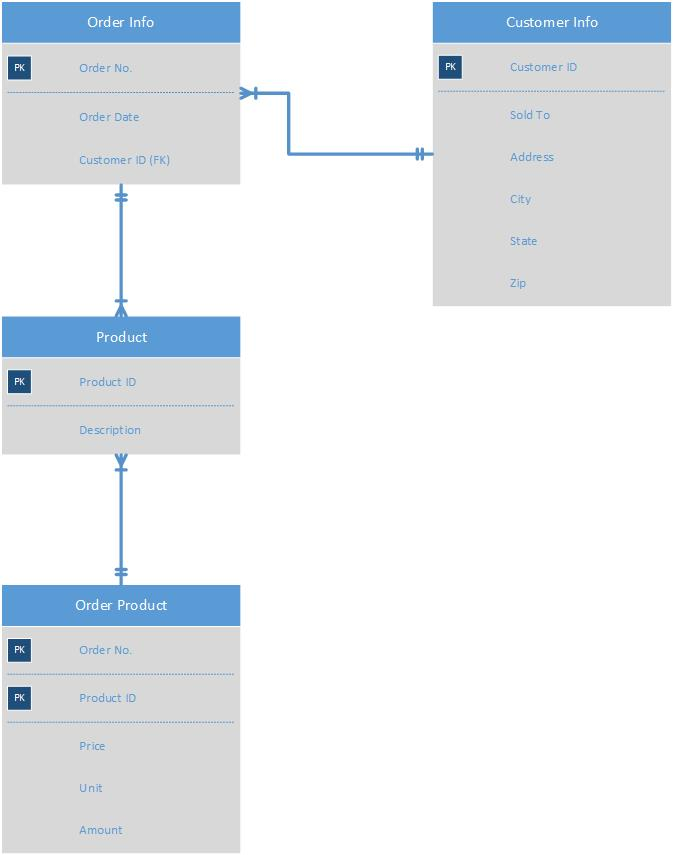 Order Info
PK Order No.
Order Date
Customer ID (FK)
Customer Info
PK Customer ID
Sold To
Address
City
State
Zip
Product
PK Product ID
Description
Order Product
PK Order No.
PK Product ID
Price
Unit
Amount